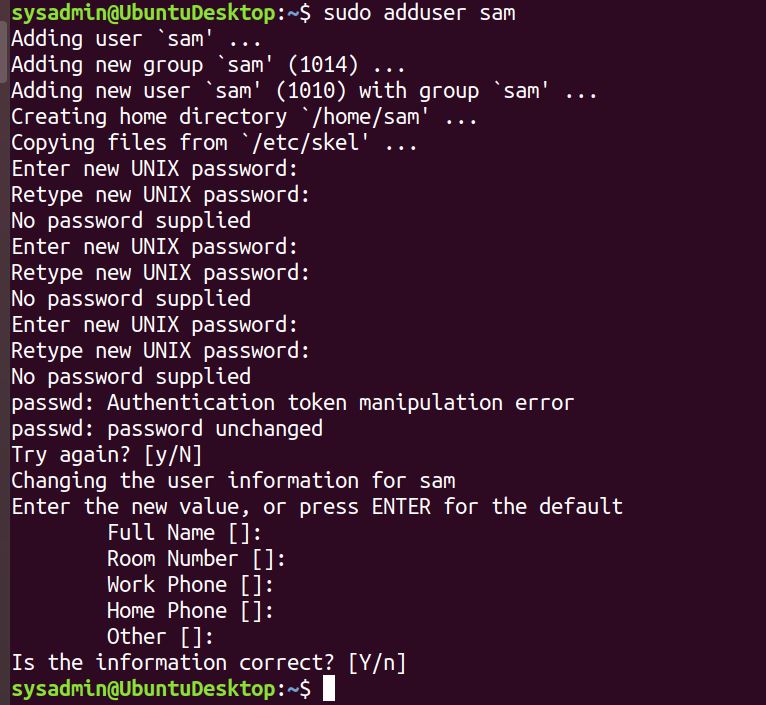 sysadmin@UbuntuDesktop:~$ sudo adduser sam
Adding user `sam' ...
Adding new group `sam' (1014) ...
Adding new user `sam' (1010) with group `sam' ...
Creating home directory `/home/sam' ...
Copying files from `/etc/skel' ...
Enter new UNIX password:
Retype new UNIX password:
No password supplied
Enter new UNIX password:
Retype new UNIX password:
No password supplied
Enter new UNIX password:
Retype new UNIX password:
No password supplied
passwd: Authentication token manipulation error
passwd: password unchanged
Try again? [y/N]
Changing the user information for sam
Enter the new value, or press ENTER for the default
        Full Name []:
        Room Number []:
        Work Phone []:
        Home Phone []:
        Other []:
Is the information correct? [Y/n]
sysadmin@UbuntuDesktop:~$